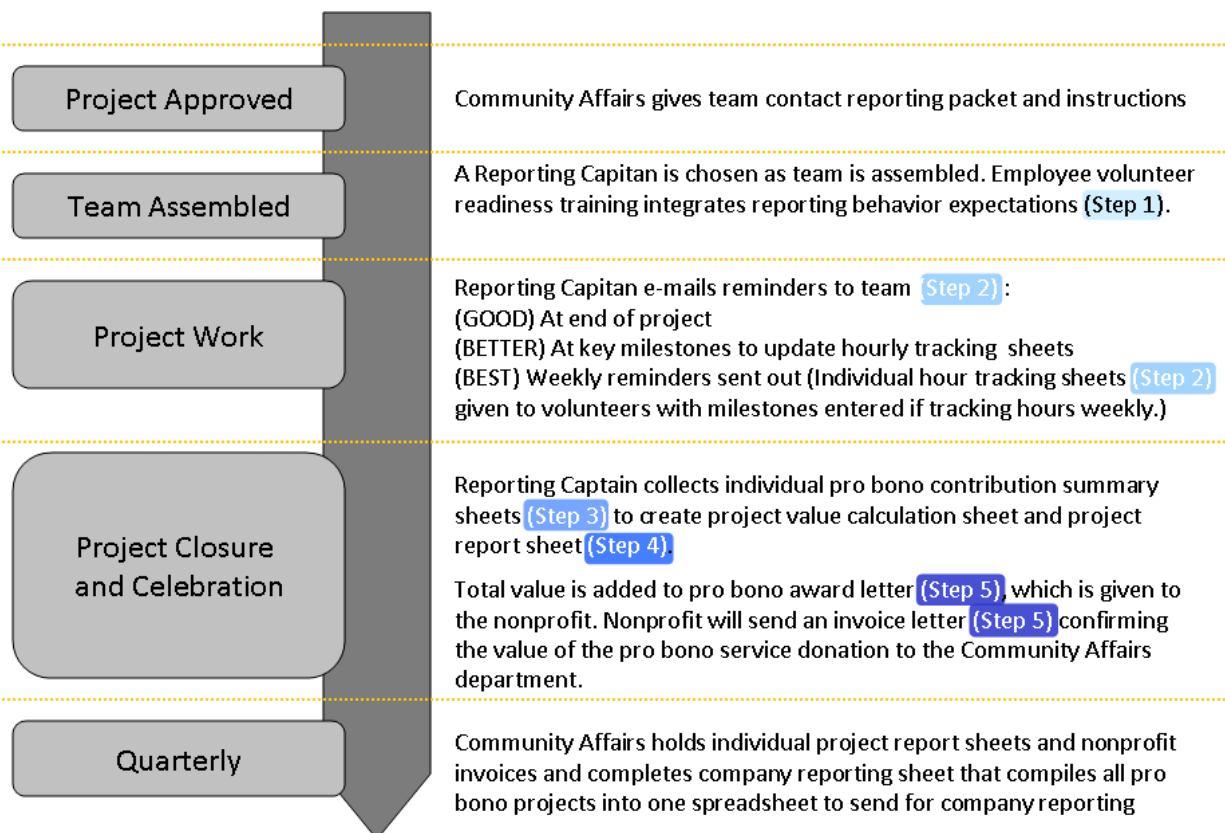 Project Approved
Community Affairs gives team contact reporting packet and instructions
Team Assembled
A Reporting Capitan is chosen as team is assembled. Employee volunteer
readiness training integrates reporting behavior expectations (Step 1).
Project Work
Reporting Capitan e-mails reminders to team (Step 2) :
(GOOD) At end of project
(BETTER) At key milestones to update hourly tracking sheets
(BEST) Weekly reminders sent out (Individual hour tracking sheets (Step 2)
given to volunteers with milestones entered if tracking hours weekly.)
Project Closure
and Celebration
Reporting Captain collects individual pro bono contribution summary
sheets (Step 3) to create project value calculation sheet and project
report sheet (Step 4).
Total value is added to pro bono award letter (Step 5), which is given to
the nonprofit. Nonprofit will send an invoice letter (Step 5) confirming
the value of the pro bono service donation to the Community Affairs
department.
Quarterly
Community Affairs holds individual project report sheets and nonprofit
invoices and completes company reporting sheet that compiles all pro
bono projects into one spreadsheet to send for company reporting